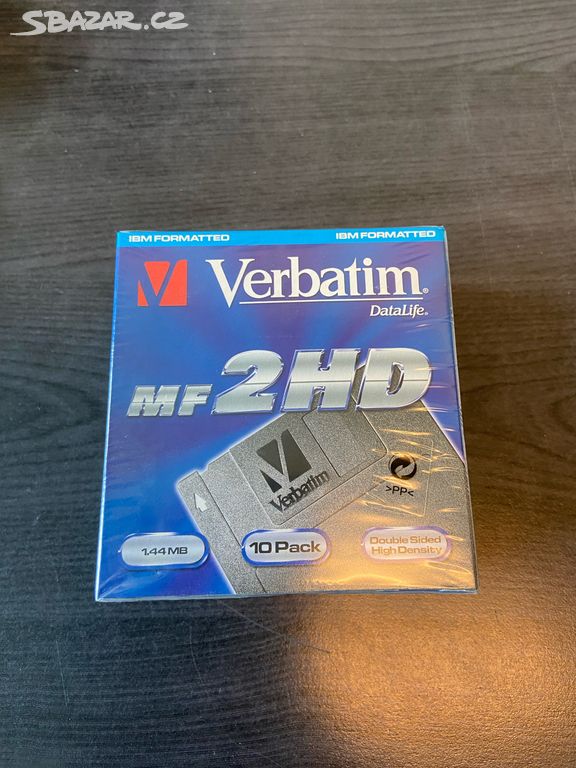 SBAZAR.CZ
IBM FORMATTED IBM FORMATTED
Verbatim®
DataLife®
MF 2HD
Verbatim
>PP<
1.44 MB
10 Pack
Double Sided
High Density